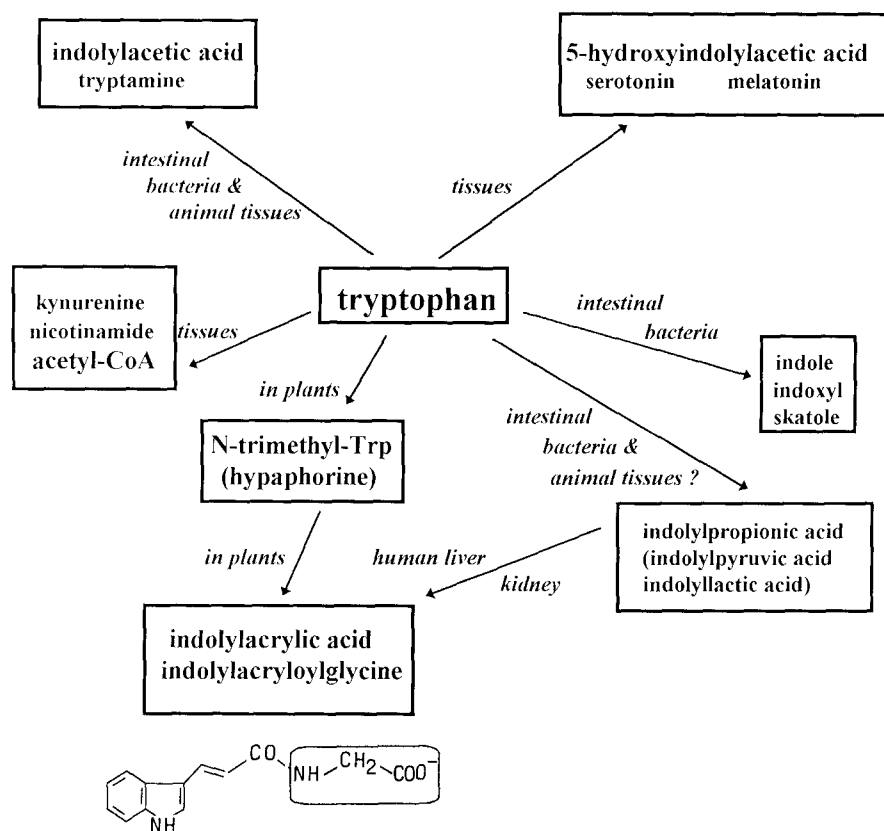 indolylacetic acid
tryptamine
5-hydroxyindolylacetic acid
serotonin melatonin
intestinal
bacteria &
animal tissues
tissues
kynurenine
nicotinamide
acetyl-CoA
tissues
tryptophan
intestinal
bacteria
indole
indoxyl
skatole
in plants
N-trimethyl-Trp
(hypaphorine)
intestinal
bacteria &
animal tissues ?
indolylpropionic acid
(indolylpyruvic acid
indolyllactic acid)
in plants
human liver
kidney
indolylacrylic acid
indolylacryloylglycine
CO NH CH2 COO-
NH